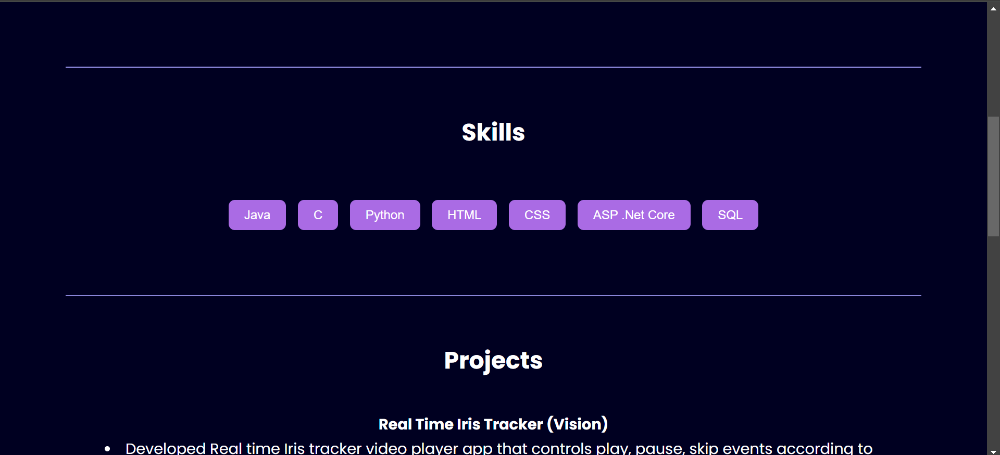 Skills
Java C Python HTML CSS ASP .Net Core SQL
Projects
Real Time Iris Tracker (Vision)
• Developed Real time Iris tracker video player app that controls play, pause, skip events according to